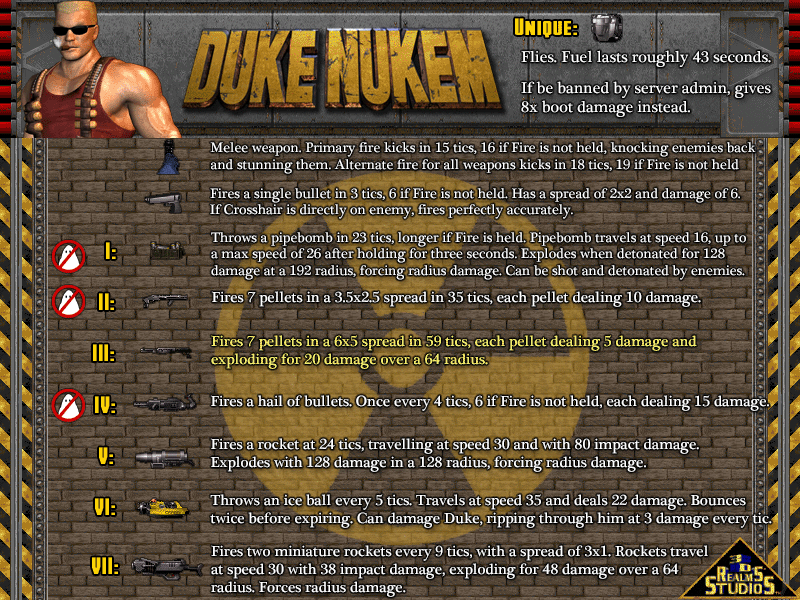 DUKE NUKEM
UNIQUE:
Flies. Fuel lasts roughly 43 seconds.
If be banned by server admin, gives
8x boot damage instead.
Melee weapon. Primary fire kicks in 15 tics, 16 if Fire is not held, knocking enemies back
and stunning them. Alternate fire for all weapons kicks in 18 tics, 19 if Fire is not held
Fires a single bullet in 3 tics, 6 if Fire is not held. Has a spread of 2x2 and damage of 6.
If Crosshair is directly on enemy, fires perfectly accurately.
I:
Throws a pipebomb in 23 tics, longer if Fire is held. Pipebomb travels at speed 16, up to
a max speed of 26 after holding for three seconds. Explodes when detonated for 128
damage at a 192 radius, forcing radius damage. Can be shot and detonated by enemies.
II:
Fires 7 pellets in a 3.5x2.5 spread in 35 tics, each pellet dealing 10 damage.
III:
Fires 7 pellets in a 6x5 spread in 59 tics, each pellet dealing 5 damage and
exploding for 20 damage over a 64 radius.
IV:
Fires a hail of bullets. Once every 4 tics, 6 if Fire is not held, each dealing 15 damage.
V:
Fires a rocket at 24 tics, travelling at speed 30 and with 80 impact damage.
Explodes with 128 damage in a 128 radius, forcing radius damage.
VI:
Throws an ice ball every 5 tics. Travels at speed 35 and deals 22 damage. Bounces
twice before expiring. Can damage Duke, ripping through him at 3 damage every tic.
VII:
Fires two miniature rockets every 9 tics, with a spread of 3x1. Rockets travel
at speed 30 with 38 impact damage, exploding for 48 damage over a 64
radius. Forces radius damage.
3D
REALMS
STUDIOS